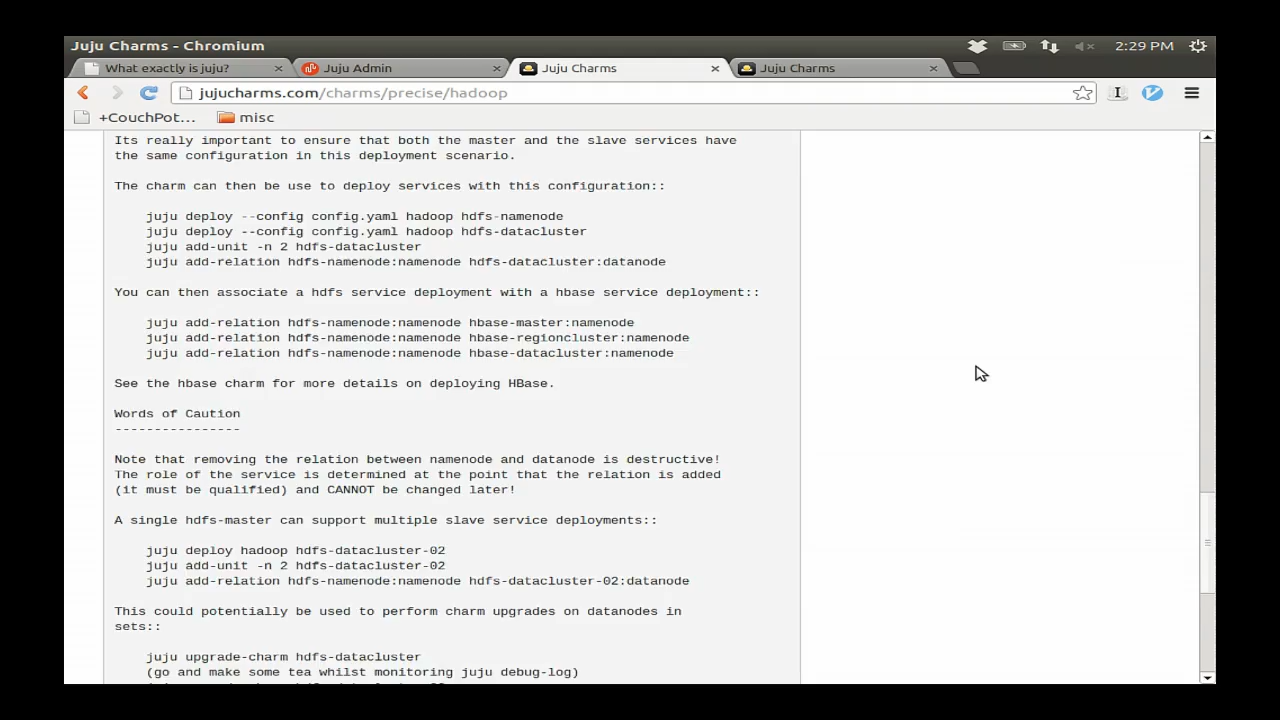 Juju Charms - Chromium
2:29 PM
What exactly is juju?
Juju Admin
Juju Charms
Juju Charms
jujucharms.com/charms/precise/hadoop
+CouchPot...
misc
Its really important to ensure that both the master and the slave services have
the same configuration in this deployment scenario.
The charm can then be use to deploy services with this configuration::
juju deploy --config config.yaml hadoop hdfs-namenode
juju deploy --config config.yaml hadoop hdfs-datacluster
juju add-unit -n 2 hdfs-datacluster
juju add-relation hdfs-namenode:namenode hdfs-datacluster:datanode
You can then associate a hdfs service deployment with a hbase service deployment::
juju add-relation hdfs-namenode:namenode hbase-master:namenode
juju add-relation hdfs-namenode:namenode hbase-regioncluster:namenode
juju add-relation hdfs-namenode:namenode hbase-datacluster:namenode
See the hbase charm for more details on deploying HBase.
Words of Caution
----------------
Note that removing the relation between namenode and datanode is destructive!
The role of the service is determined at the point that the relation is added
(it must be qualified) and CANNOT be changed later!
A single hdfs-master can support multiple slave service deployments::
juju deploy hadoop hdfs-datacluster-02
juju add-unit -n 2 hdfs-datacluster-02
juju add-relation hdfs-namenode:namenode hdfs-datacluster-02:datanode
This could potentially be used to perform charm upgrades on datanodes in
sets::
juju upgrade-charm hdfs-datacluster
(go and make some tea whilst monitoring juju debug-log)